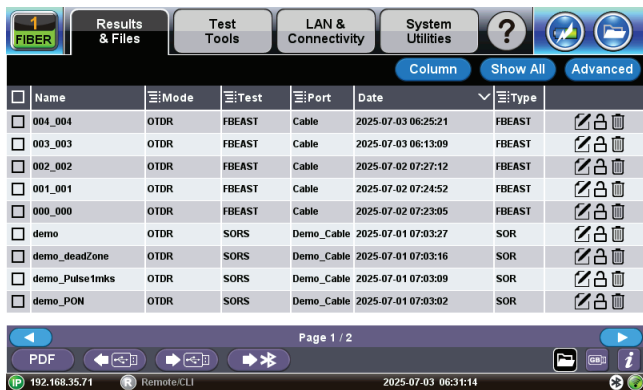 1
FIBER
Results
& Files
Test
Tools
LAN &
Connectivity
System
Utilities
?
Column
Show All
Advanced
Name Mode Test Port Date Type
004_004 OTDR FBEAST Cable 2025-07-03 06:25:21 FBEAST
003_003 OTDR FBEAST Cable 2025-07-03 06:13:09 FBEAST
002_002 OTDR FBEAST Cable 2025-07-02 07:27:12 FBEAST
001_001 OTDR FBEAST Cable 2025-07-02 07:24:52 FBEAST
000_000 OTDR FBEAST Cable 2025-07-02 07:23:05 FBEAST
demo OTDR SORS Demo_Cable 2025-07-01 07:03:27 SOR
demo_deadZone OTDR SORS Demo_Cable 2025-07-01 07:03:16 SOR
demo_Pulse1mks OTDR SORS Demo_Cable 2025-07-01 07:03:09 SOR
demo_PON OTDR SORS Demo_Cable 2025-07-01 07:03:02 SOR
Page 1 / 2
PDF
GB
i
IP 192.168.35.71 R Remote/CLI 2025-07-03 06:31:14